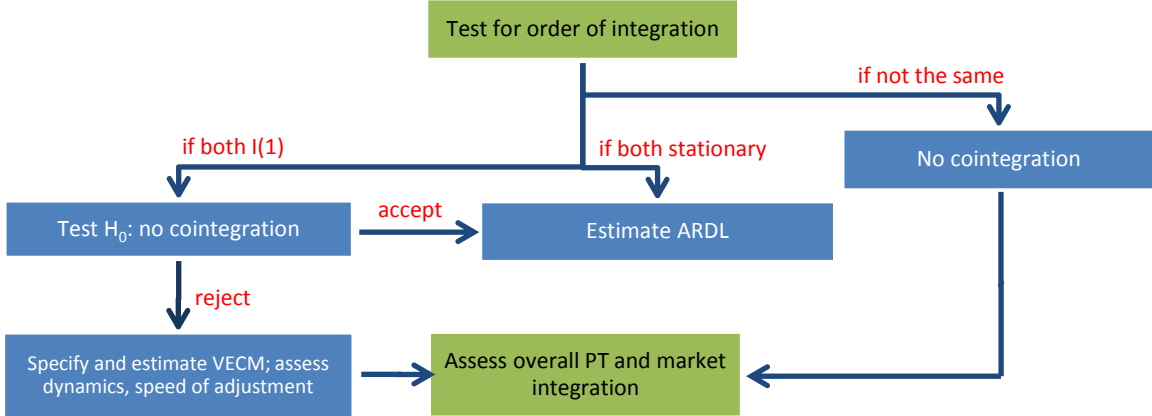 Test for order of integration
if not the same
if both I(1)
if both stationary
No cointegration
Test H₀: no cointegration
accept
Estimate ARDL
reject
Specify and estimate VECM; assess
dynamics, speed of adjustment
Assess overall PT and market
integration